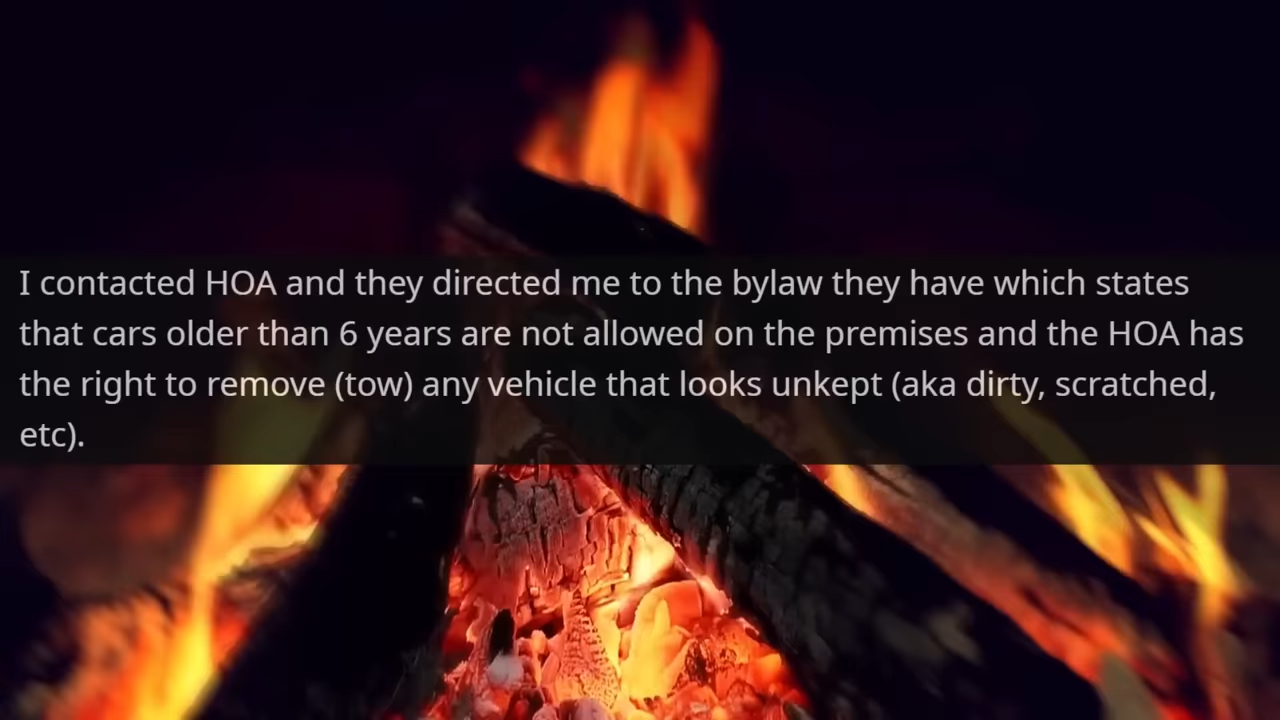 I contacted HOA and they directed me to the bylaw they have which states
that cars older than 6 years are not allowed on the premises and the HOA has
the right to remove (tow) any vehicle that looks unkept (aka dirty, scratched,
etc).